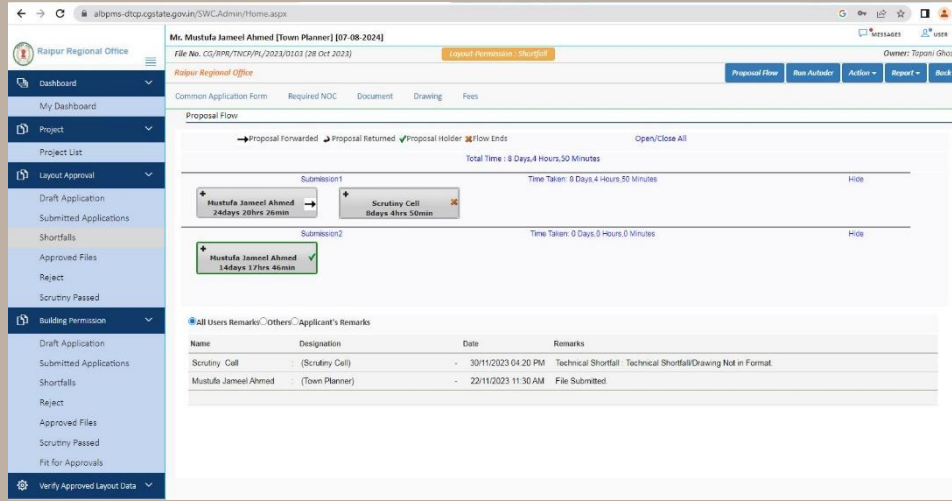 albpms-dtcp.cgstate.gov.in/SWC.Admin/Home.aspx
Raipur Regional Office
Mr. Mustufa Jameel Ahmed [Town Planner] [07-08-2024]
MESSAGES
USER
File No. CG/RPR/TNCP/PL/2023/0103 (28 Oct 2023)
Layout Permission : Shortfall
Owner: Tapani Ghos
Raipur Regional Office
Proposal Flow
Run Autodcr
Action
Report
Back
Common Application Form
Required NOC
Document
Drawing
Fees
Dashboard
My Dashboard
Project
Project List
Layout Approval
Draft Application
Submitted Applications
Shortfalls
Approved Files
Reject
Scrutiny Passed
Building Permission
Draft Application
Submitted Applications
Shortfalls
Reject
Approved Files
Scrutiny Passed
Fit for Approvals
Verify Approved Layout Data
Proposal Flow
Proposal Forwarded Proposal Returned Proposal Holder Flow Ends
Open/Close All
Total Time : 8 Days,4 Hours,50 Minutes
Submission1
Time Taken: 8 Days,4 Hours,50 Minutes
Hide
Mustufa Jameel Ahmed
24days 20hrs 26min
Scrutiny Cell
8days 4hrs 50min
Submission2
Time Taken: 0 Days,0 Hours,0 Minutes
Hide
Mustufa Jameel Ahmed
14days 17hrs 46min
All Users Remarks Others Applicant's Remarks
Name Designation Date Remarks
Scrutiny Cell : (Scrutiny Cell) - 30/11/2023 04:20 PM Technical Shortfall : Technical Shortfall/Drawing Not in Format.
Mustufa Jameel Ahmed : (Town Planner) - 22/11/2023 11:30 AM File Submitted.